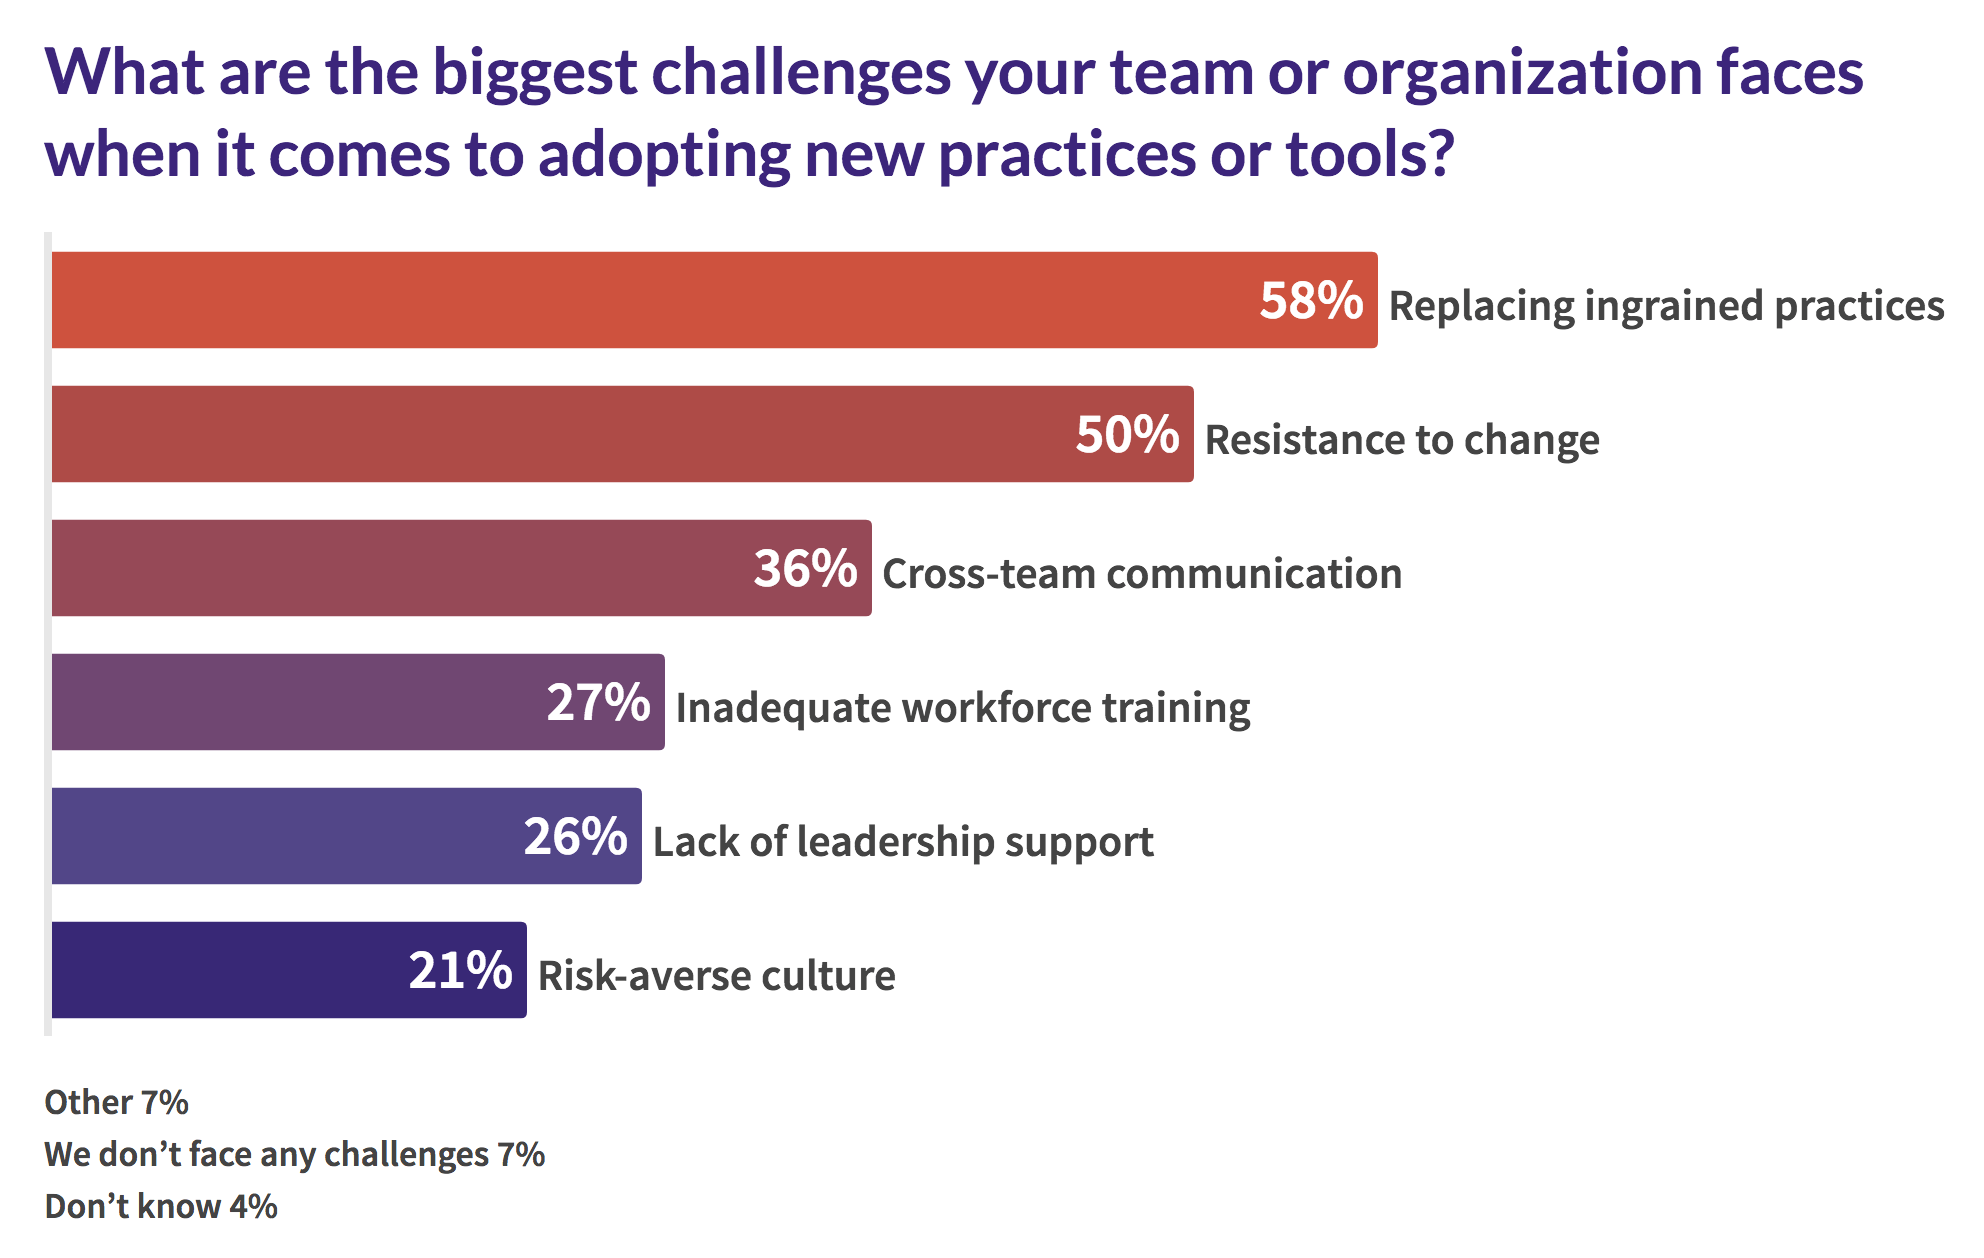 What are the biggest challenges your team or organization faces
when it comes to adopting new practices or tools?
58% Replacing ingrained practices
50% Resistance to change
36% Cross-team communication
27% Inadequate workforce training
26% Lack of leadership support
21% Risk-averse culture
Other 7%
We don’t face any challenges 7%
Don’t know 4%